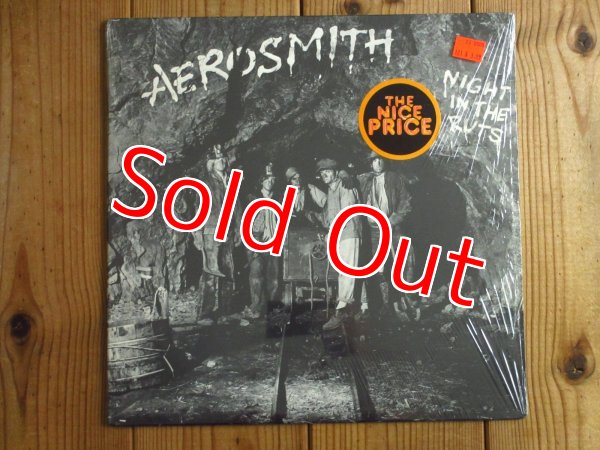 AEROSMITH
NIGHT
IN THE
RUTS
THE
NICE
PRICE
Sold Out